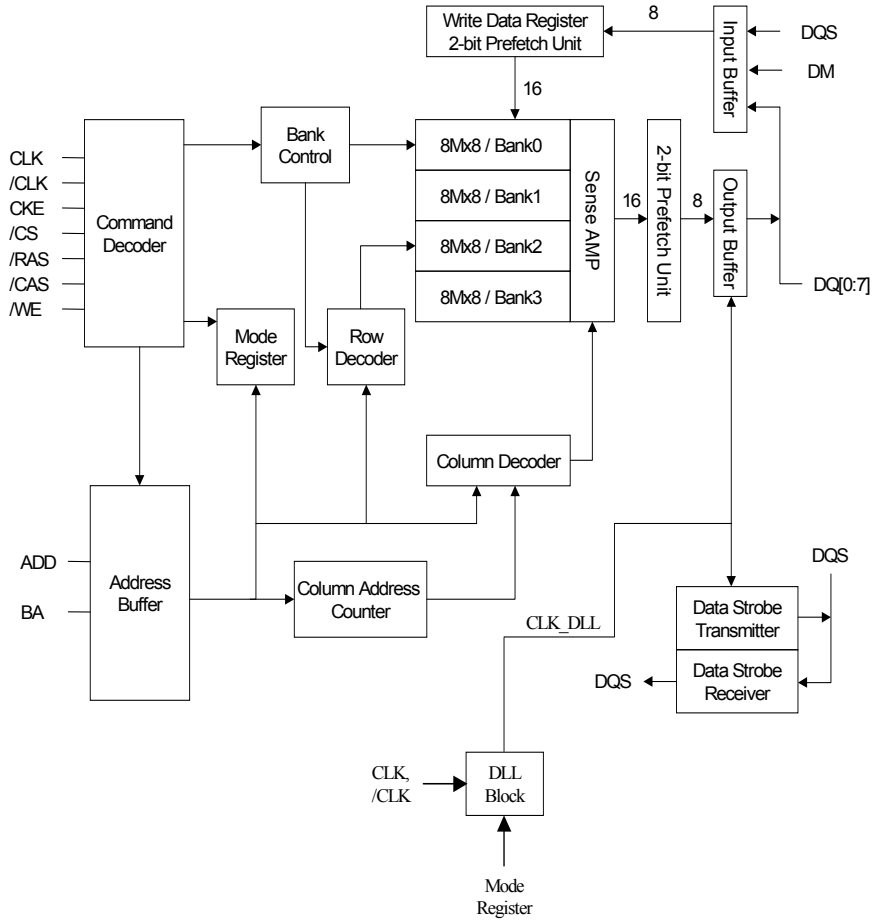 Write Data Register
2-bit Prefetch Unit
8
Input Buffer
DQS
DM
16
Bank
Control
8Mx8 / Bank0
8Mx8 / Bank1
8Mx8 / Bank2
8Mx8 / Bank3
Sense AMP
16
2-bit Prefetch Unit
8
Output Buffer
DQ[0:7]
CLK
/CLK
CKE
/CS
/RAS
/CAS
/WE
Command
Decoder
Mode
Register
Row
Decoder
Column Decoder
ADD
BA
Address
Buffer
Column Address
Counter
CLK_DLL
DQS
Data Strobe
Transmitter
Data Strobe
Receiver
DQS
CLK,
/CLK
DLL
Block
Mode
Register